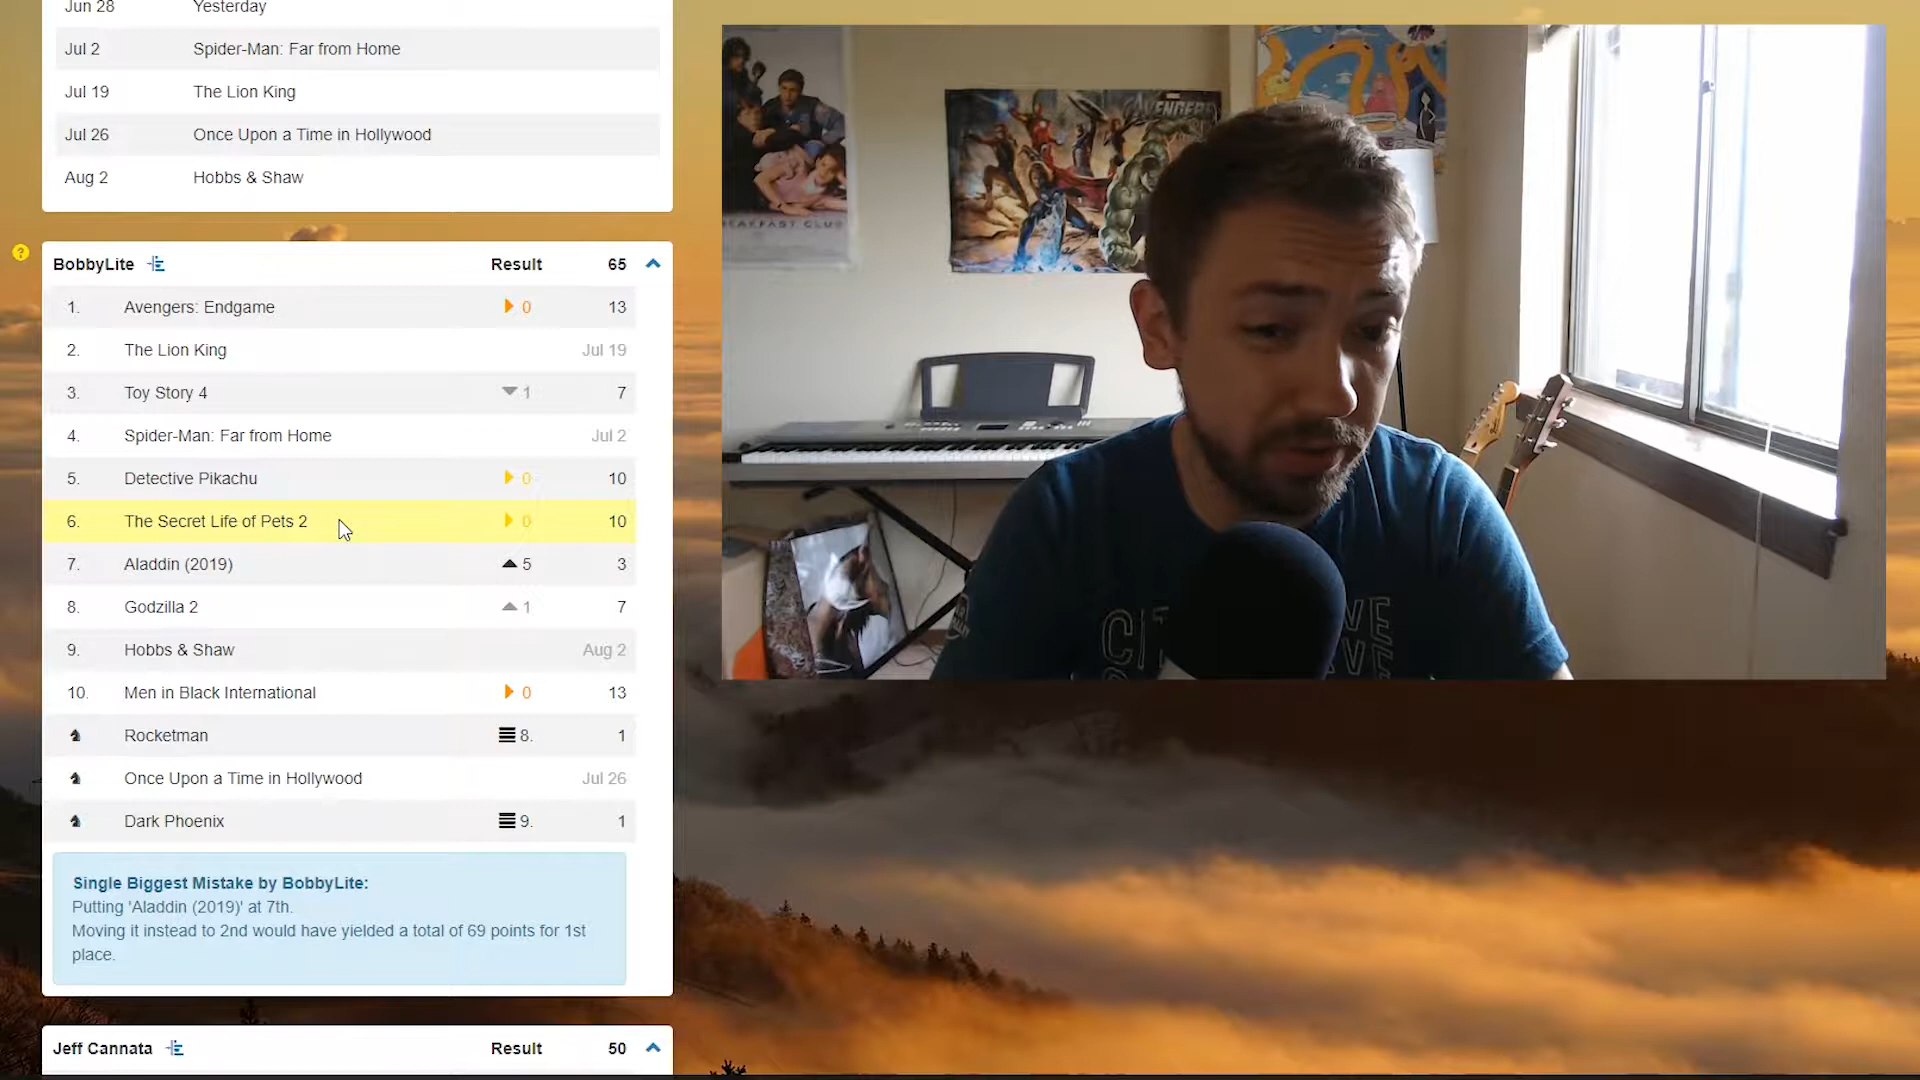 Jun 28 Yesterday
Jul 2 Spider-Man: Far from Home
Jul 19 The Lion King
Jul 26 Once Upon a Time in Hollywood
Aug 2 Hobbs & Shaw
?
BobbyLite Result 65
1. Avengers: Endgame 0 13
2. The Lion King Jul 19
3. Toy Story 4 1 7
4. Spider-Man: Far from Home Jul 2
5. Detective Pikachu 0 10
6. The Secret Life of Pets 2 0 10
7. Aladdin (2019) 5 3
8. Godzilla 2 1 7
9. Hobbs & Shaw Aug 2
10. Men in Black International 0 13
Rocketman 8. 1
Once Upon a Time in Hollywood Jul 26
Dark Phoenix 9. 1
Single Biggest Mistake by BobbyLite:
Putting 'Aladdin (2019)' at 7th.
Moving it instead to 2nd would have yielded a total of 69 points for 1st
place.
Jeff Cannata Result 50
EAKFAST CLUB
AVENGERS